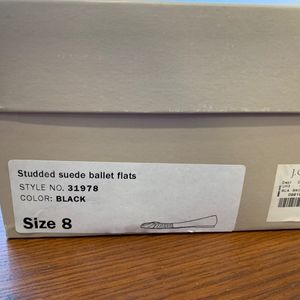 Studded suede ballet flats
STYLE NO. 31978
COLOR: BLACK
Size 8